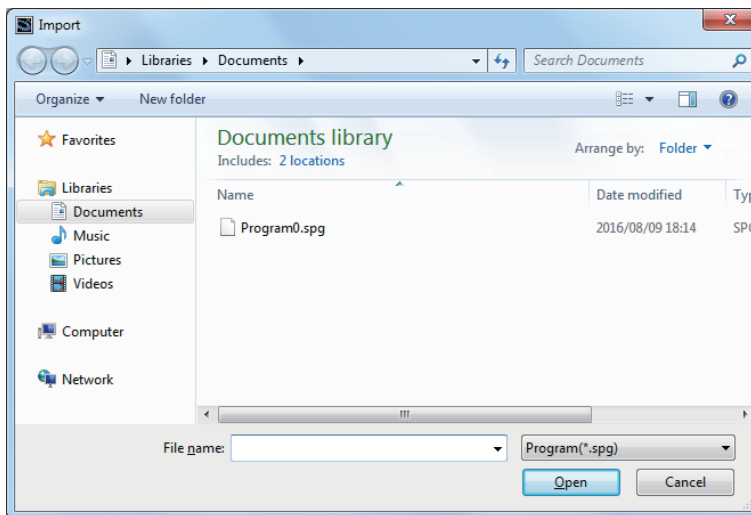 Import
Libraries Documents
Search Documents
Organize New folder
Favorites
Libraries
Documents
Music
Pictures
Videos
Computer
Network
Documents library
Includes: 2 locations
Arrange by: Folder
Name Date modified
Program0.spg 2016/08/09 18:14
File name: Program(*.spg)
Open Cancel